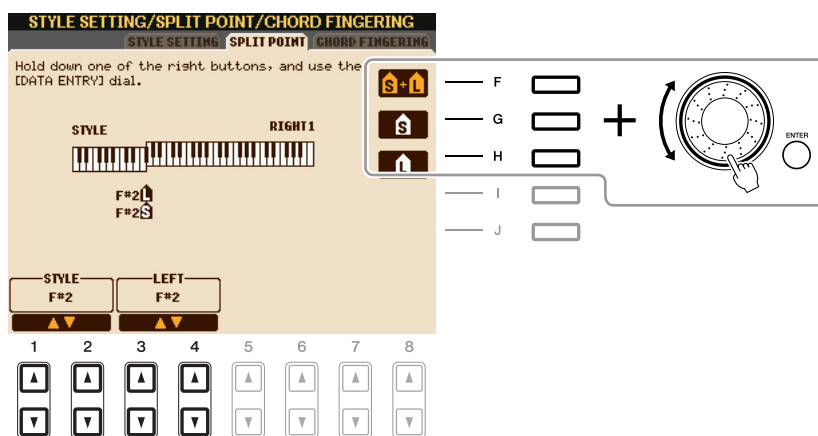 STYLE SETTING/SPLIT POINT/CHORD FINGERING
STYLE SETTING SPLIT POINT CHORD FINGERING
Hold down one of the right buttons, and use the
[DATA ENTRY] dial.
S+L
F
S
G
L
H
I
J
ENTER
STYLE RIGHT1
F#2 L
F#2 S
STYLE LEFT
F#2 F#2
1 2 3 4 5 6 7 8